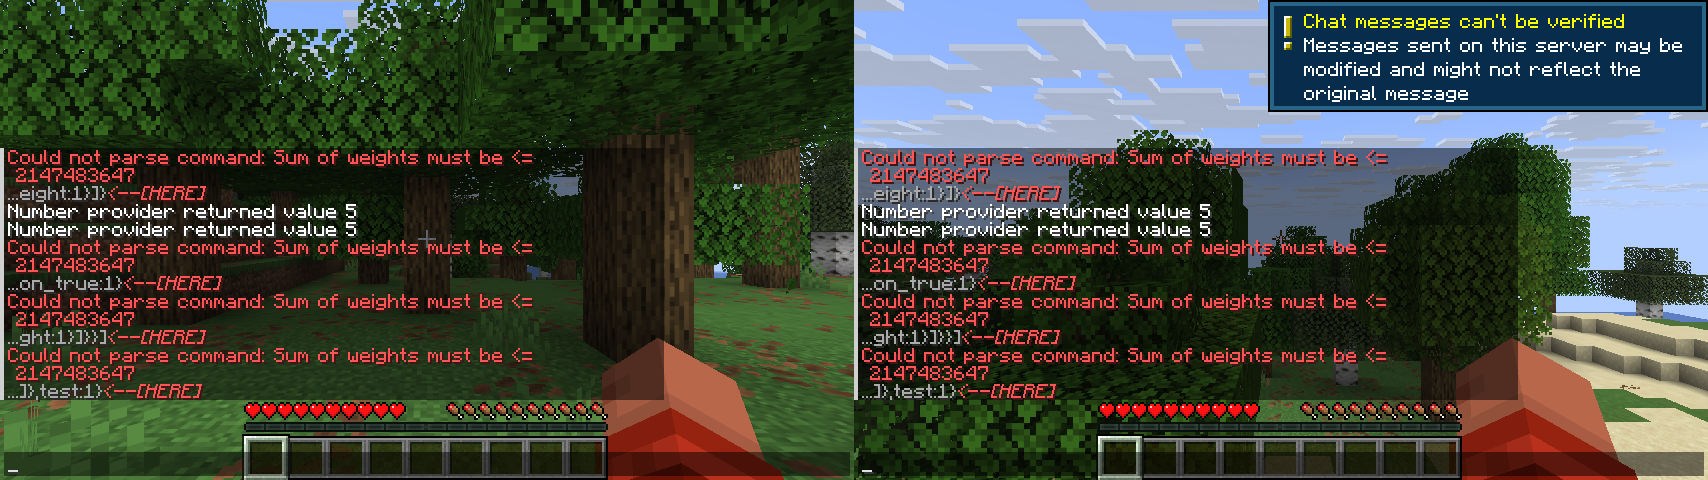 Could not parse command: Sum of weights must be <=
2147483647
...eight:1}]}<--[HERE]
Number provider returned value 5
Number provider returned value 5
Could not parse command: Sum of weights must be <=
2147483647
...on_true:1}<--[HERE]
Could not parse command: Sum of weights must be <=
2147483647
...ght:1}]}}]<--[HERE]
Could not parse command: Sum of weights must be <=
2147483647
...]},test:1}<--[HERE]
_
Chat messages can't be verified
Messages sent on this server may be
modified and might not reflect the
original message
Could not parse command: Sum of weights must be <=
2147483647
...eight:1}]}<--[HERE]
Number provider returned value 5
Number provider returned value 5
Could not parse command: Sum of weights must be <=
2147483647
...on_true:1}<--[HERE]
Could not parse command: Sum of weights must be <=
2147483647
...ght:1}]}}]<--[HERE]
Could not parse command: Sum of weights must be <=
2147483647
...]},test:1}<--[HERE]
_